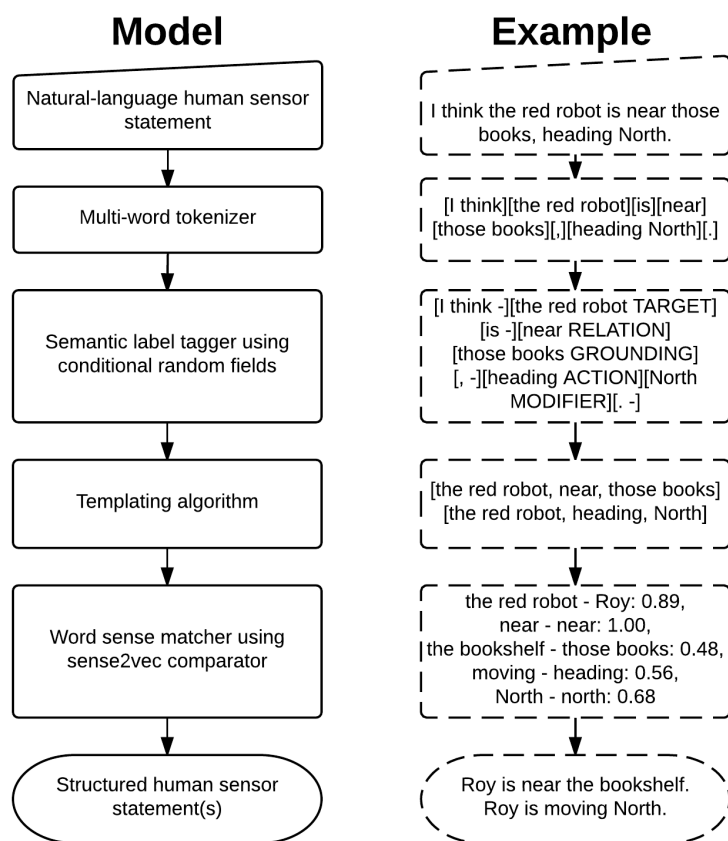 Model
Natural-language human sensor
statement
Multi-word tokenizer
Semantic label tagger using
conditional random fields
Templating algorithm
Word sense matcher using
sense2vec comparator
Structured human sensor
statement(s)
Example
I think the red robot is near those
books, heading North.
[I think][the red robot][is][near]
[those books][,][heading North][.]
[I think -][the red robot TARGET]
[is -][near RELATION]
[those books GROUNDING]
[, -][heading ACTION][North
MODIFIER][. -]
[the red robot, near, those books]
[the red robot, heading, North]
the red robot - Roy: 0.89,
near - near: 1.00,
the bookshelf - those books: 0.48,
moving - heading: 0.56,
North - north: 0.68
Roy is near the bookshelf.
Roy is moving North.